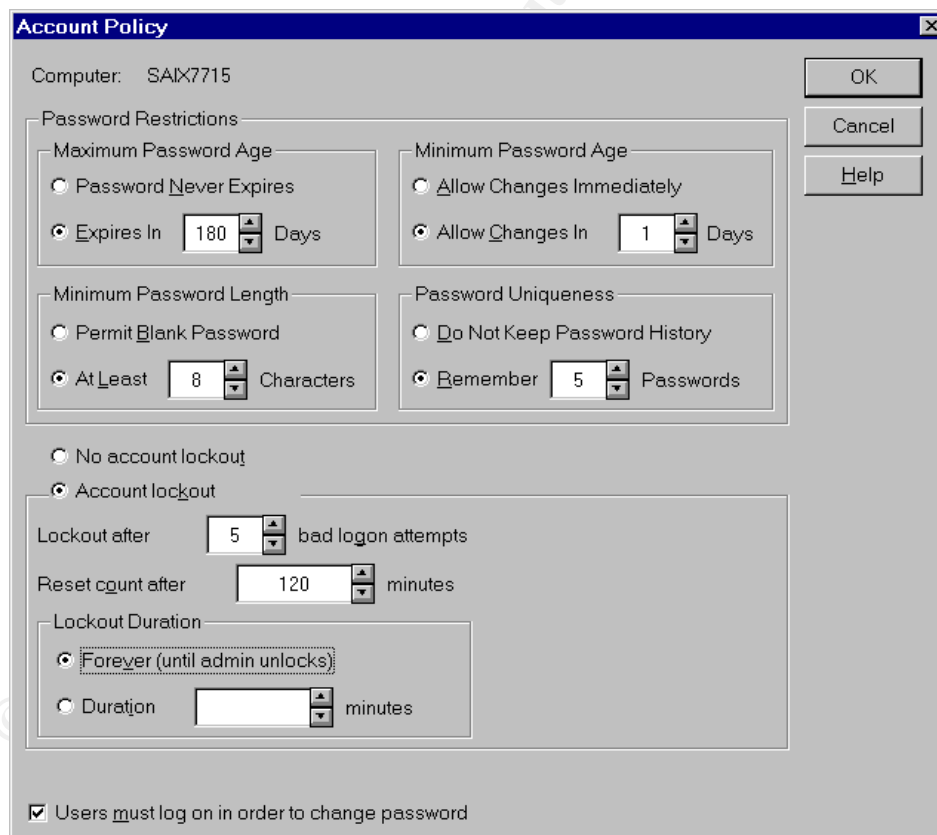 Account Policy
Computer: SAIX7715
OK
Cancel
Help
Password Restrictions
Maximum Password Age
Password Never Expires
Expires In 180 Days
Minimum Password Age
Allow Changes Immediately
Allow Changes In 1 Days
Minimum Password Length
Permit Blank Password
At Least 8 Characters
Password Uniqueness
Do Not Keep Password History
Remember 5 Passwords
No account lockout
Account lockout
Lockout after 5 bad logon attempts
Reset count after 120 minutes
Lockout Duration
Forever (until admin unlocks)
Duration minutes
Users must log on in order to change password